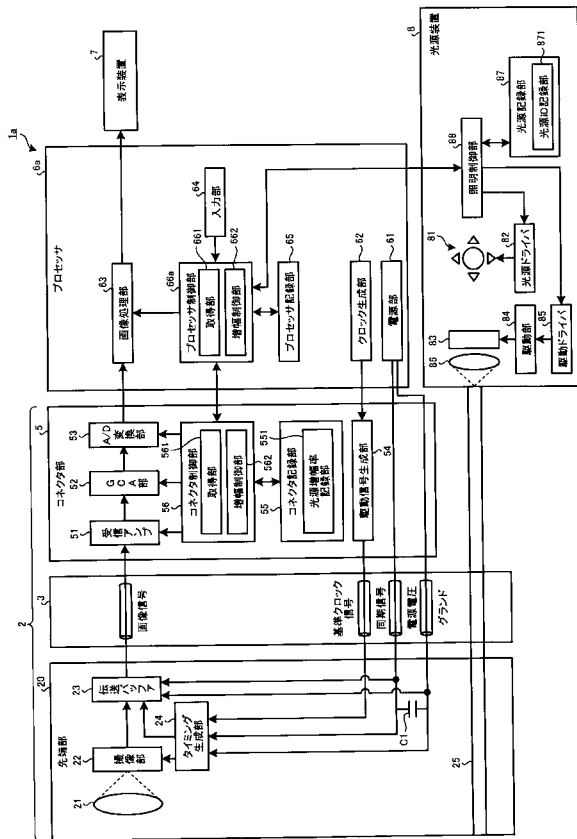 1a
2
20
先端部
21
22
撮像部
23
伝送バッファ
24
タイミング
生成部
C1
25
3
画像信号
基準クロック
信号
同期信号
電源電圧
グランド
5
コネクタ部
51
受信アンプ
52
GCA部
53
A/D
変換部
56
コネクタ制御部
561
取得部
562
増幅制御部
55
コネクタ記録部
551
光源増幅率
記録部
54
駆動信号生成部
6a
プロセッサ
63
画像処理部
64
入力部
66a
プロセッサ制御部
661
取得部
662
増幅制御部
65
プロセッサ記録部
62
クロック生成部
61
電源部
7
表示装置
8
光源装置
81
82
光源ドライバ
83
84
駆動部
85
駆動ドライバ
86
87
光源記録部
871
光源ID記録部
88
照明制御部